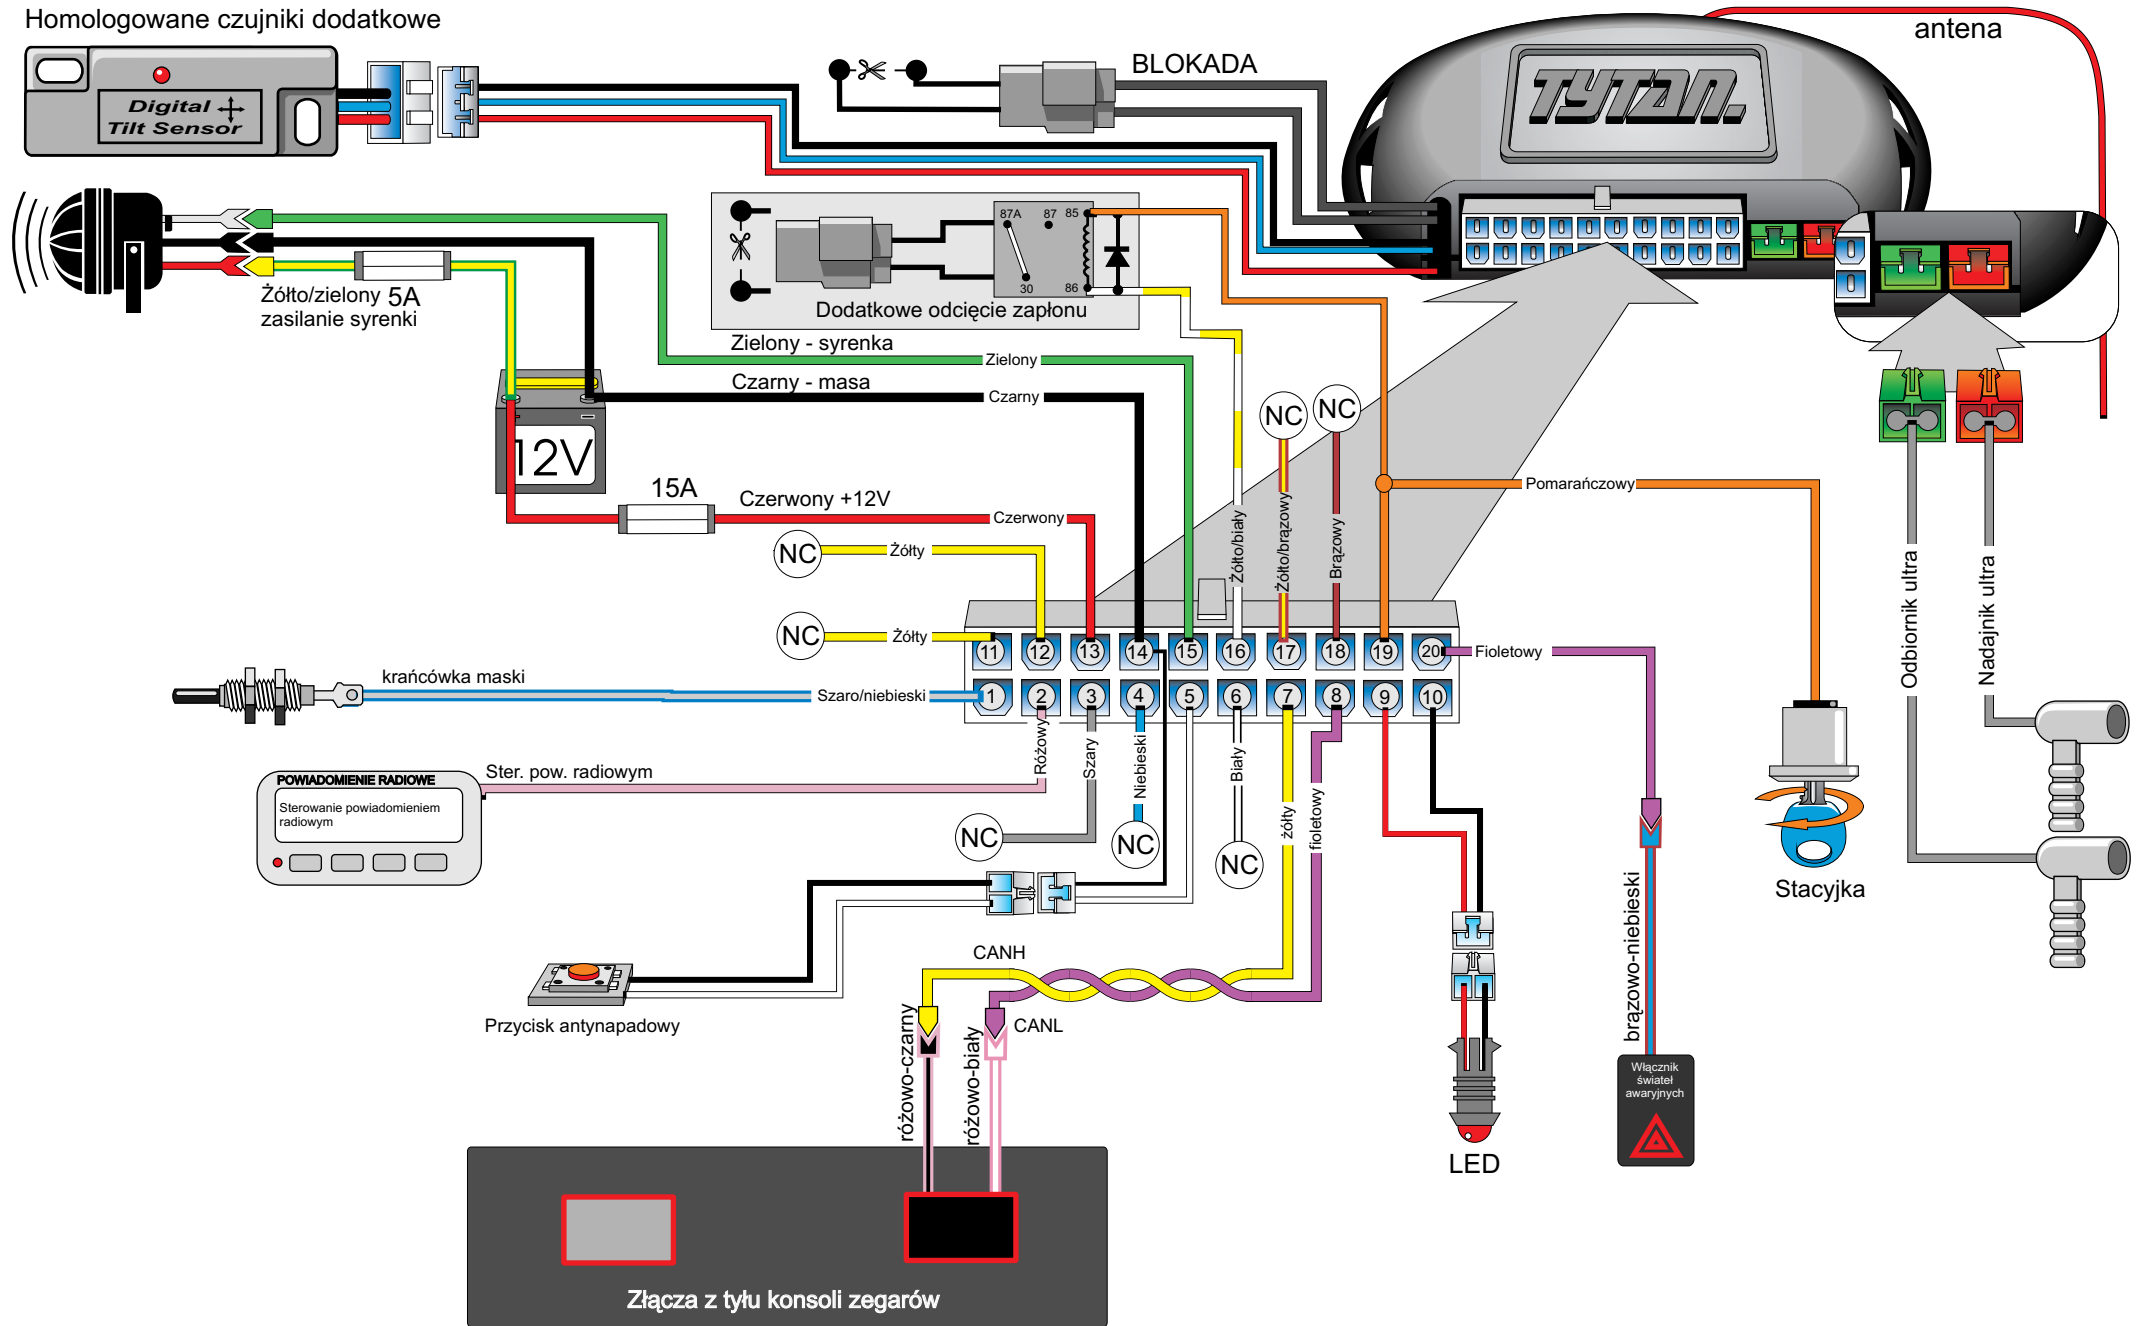 Homologowane czujniki dodatkowe
Digital
Tilt Sensor
BLOKADA
TYTAN.
antena
Żółto/zielony 5A
zasilanie syrenki
87A
87
85
30
86
Dodatkowe odcięcie zapłonu
Zielony - syrenka
Zielony
Czarny - masa
Czarny
12V
15A
Czerwony +12V
Czerwony
NC
Żółty
NC
Żółty
Żółto/biały
NC
Żółto/brązowy
NC
Brązowy
Pomarańczowy
Odbiornik ultra
Nadajnik ultra
11
12
13
14
15
16
17
18
19
20
Fioletowy
krańcówka maski
Szaro/niebieski
1
2
3
4
5
6
7
8
9
10
Różowy
Szary
Niebieski
Biały
żółty
fioletowy
POWIADOMIENIE RADIOWE
Sterowanie powiadomieniem
radiowym
Ster. pow. radiowym
NC
NC
NC
Stacyjka
Przycisk antynapadowy
CANH
CANL
różowo-czarny
różowo-biały
brązowo-niebieski
LED
Włącznik
świateł
awaryjnych
Złącza z tyłu konsoli zegarów